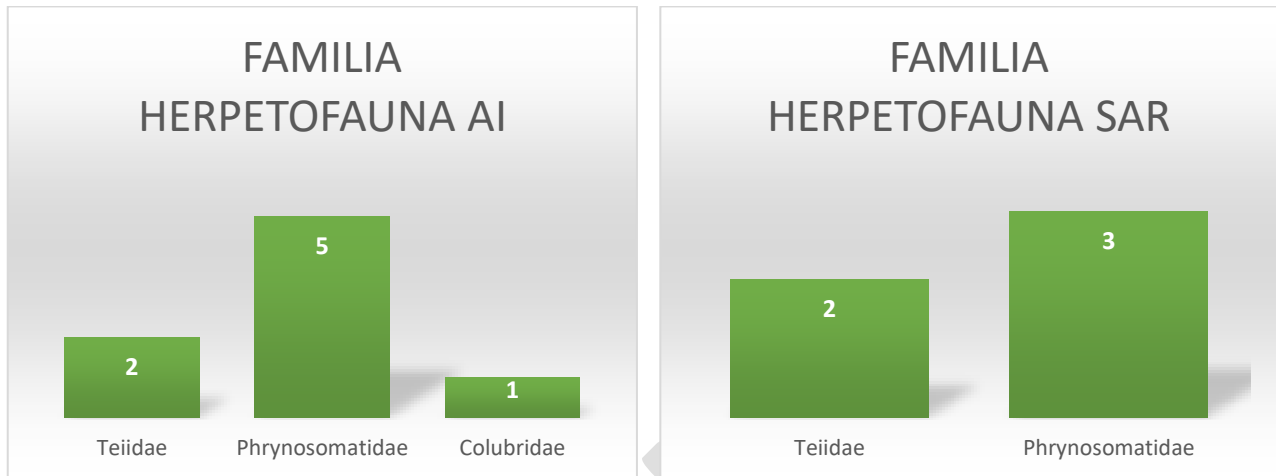 FAMILIA
HERPETOFAUNA AI
5
2
1
Teiidae Phrynosomatidae Colubridae
FAMILIA
HERPETOFAUNA SAR
3
2
Teiidae Phrynosomatidae